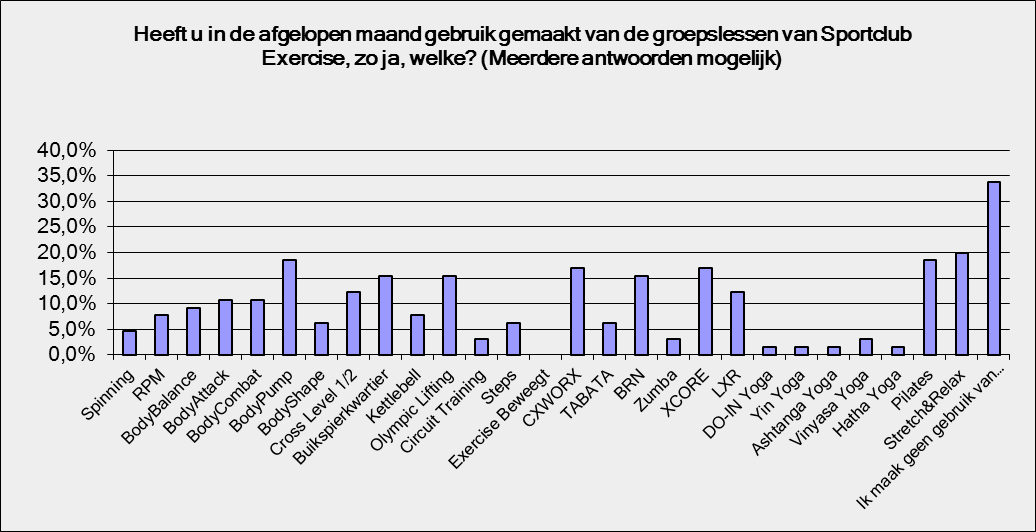 Heeft u in de afgelopen maand gebruik gemaakt van de groepslessen van Sportclub
Exercise, zo ja, welke? (Meerdere antwoorden mogelijk)
40,0%
35,0%
30,0%
25,0%
20,0%
15,0%
10,0%
5,0%
0,0%
Spinning
RPM
BodyBalance
BodyAttack
BodyCombat
BodyPump
BodyShape
Cross Level 1/2
Buikspierkwartier
Kettlebell
Olympic Lifting
Circuit Training
Steps
Exercise Beweegt
CXWORX
TABATA
BRN
Zumba
XCORE
LXR
DO-IN Yoga
Yin Yoga
Ashtanga Yoga
Vinyasa Yoga
Hatha Yoga
Pilates
Stretch&Relax
Ik maak geen gebruik van...